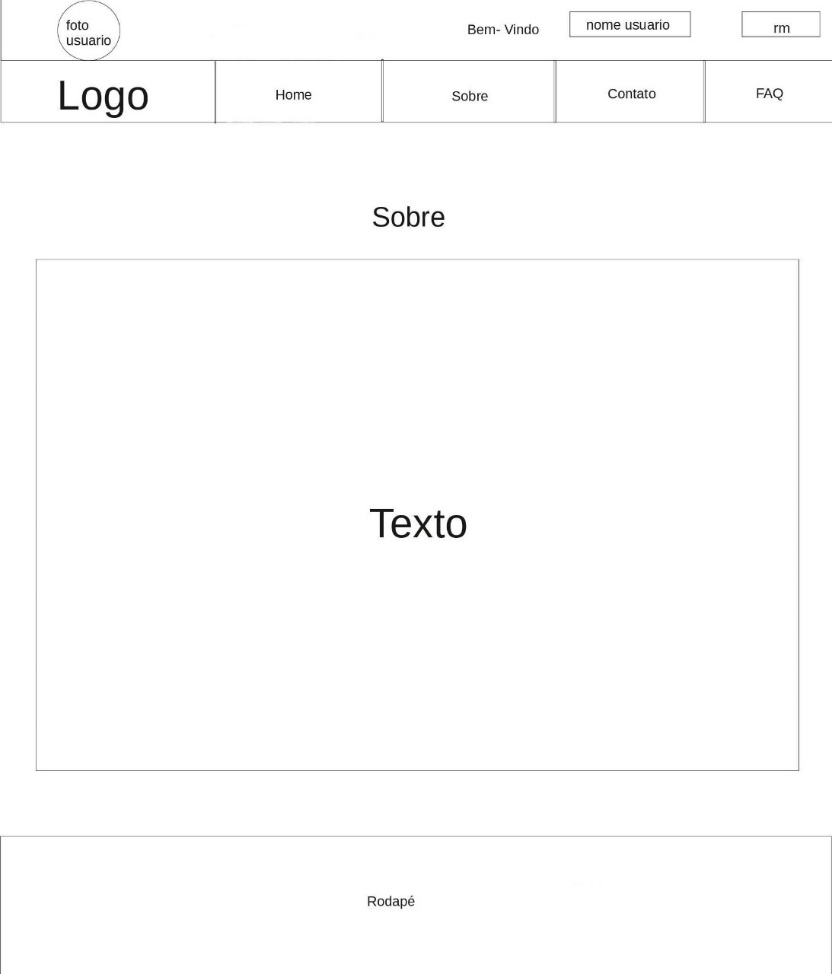 foto
usuario
Bem- Vindo
nome usuario
rm
Logo
Home
Sobre
Contato
FAQ
Sobre
Texto
Rodapé